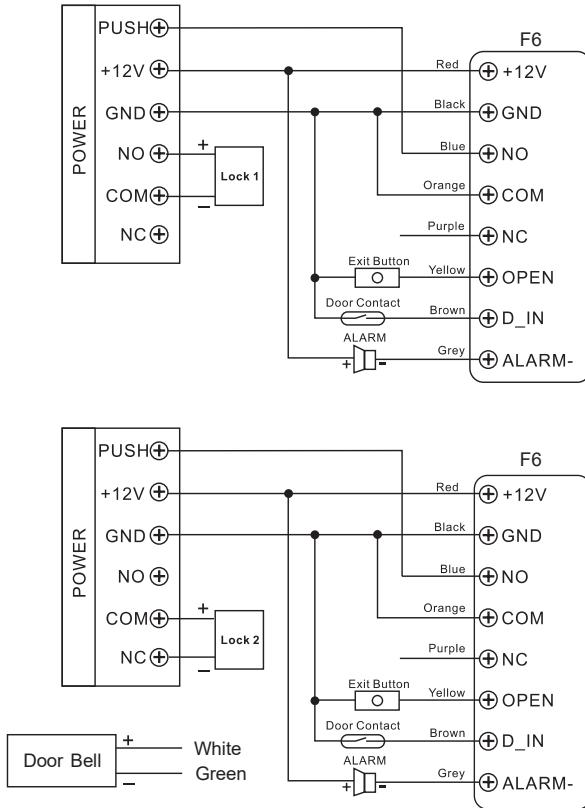 F6
PUSH
+12V Red +12V
GND Black GND
NO + Lock 1 Blue NO
COM − Orange COM
NC Purple NC
POWER
Exit Button Yellow OPEN
Door Contact Brown D_IN
ALARM
+ - Grey ALARM-
F6
PUSH
+12V Red +12V
GND Black GND
NO Blue NO
COM + Lock 2 Orange COM
NC − Purple NC
POWER
Exit Button Yellow OPEN
Door Contact Brown D_IN
ALARM
+ - Grey ALARM-
Door Bell + White
− Green